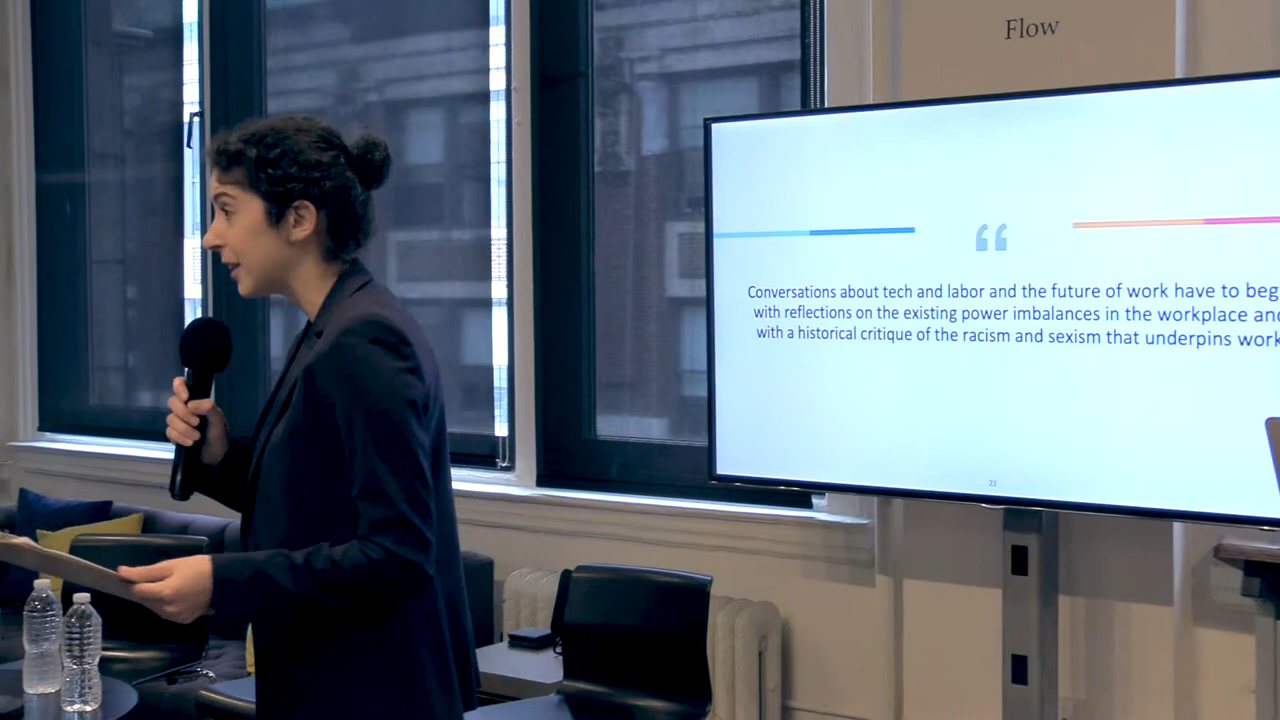 Flow
“
Conversations about tech and labor and the future of work have to beg
with reflections on the existing power imbalances in the workplace and
with a historical critique of the racism and sexism that underpins work
23